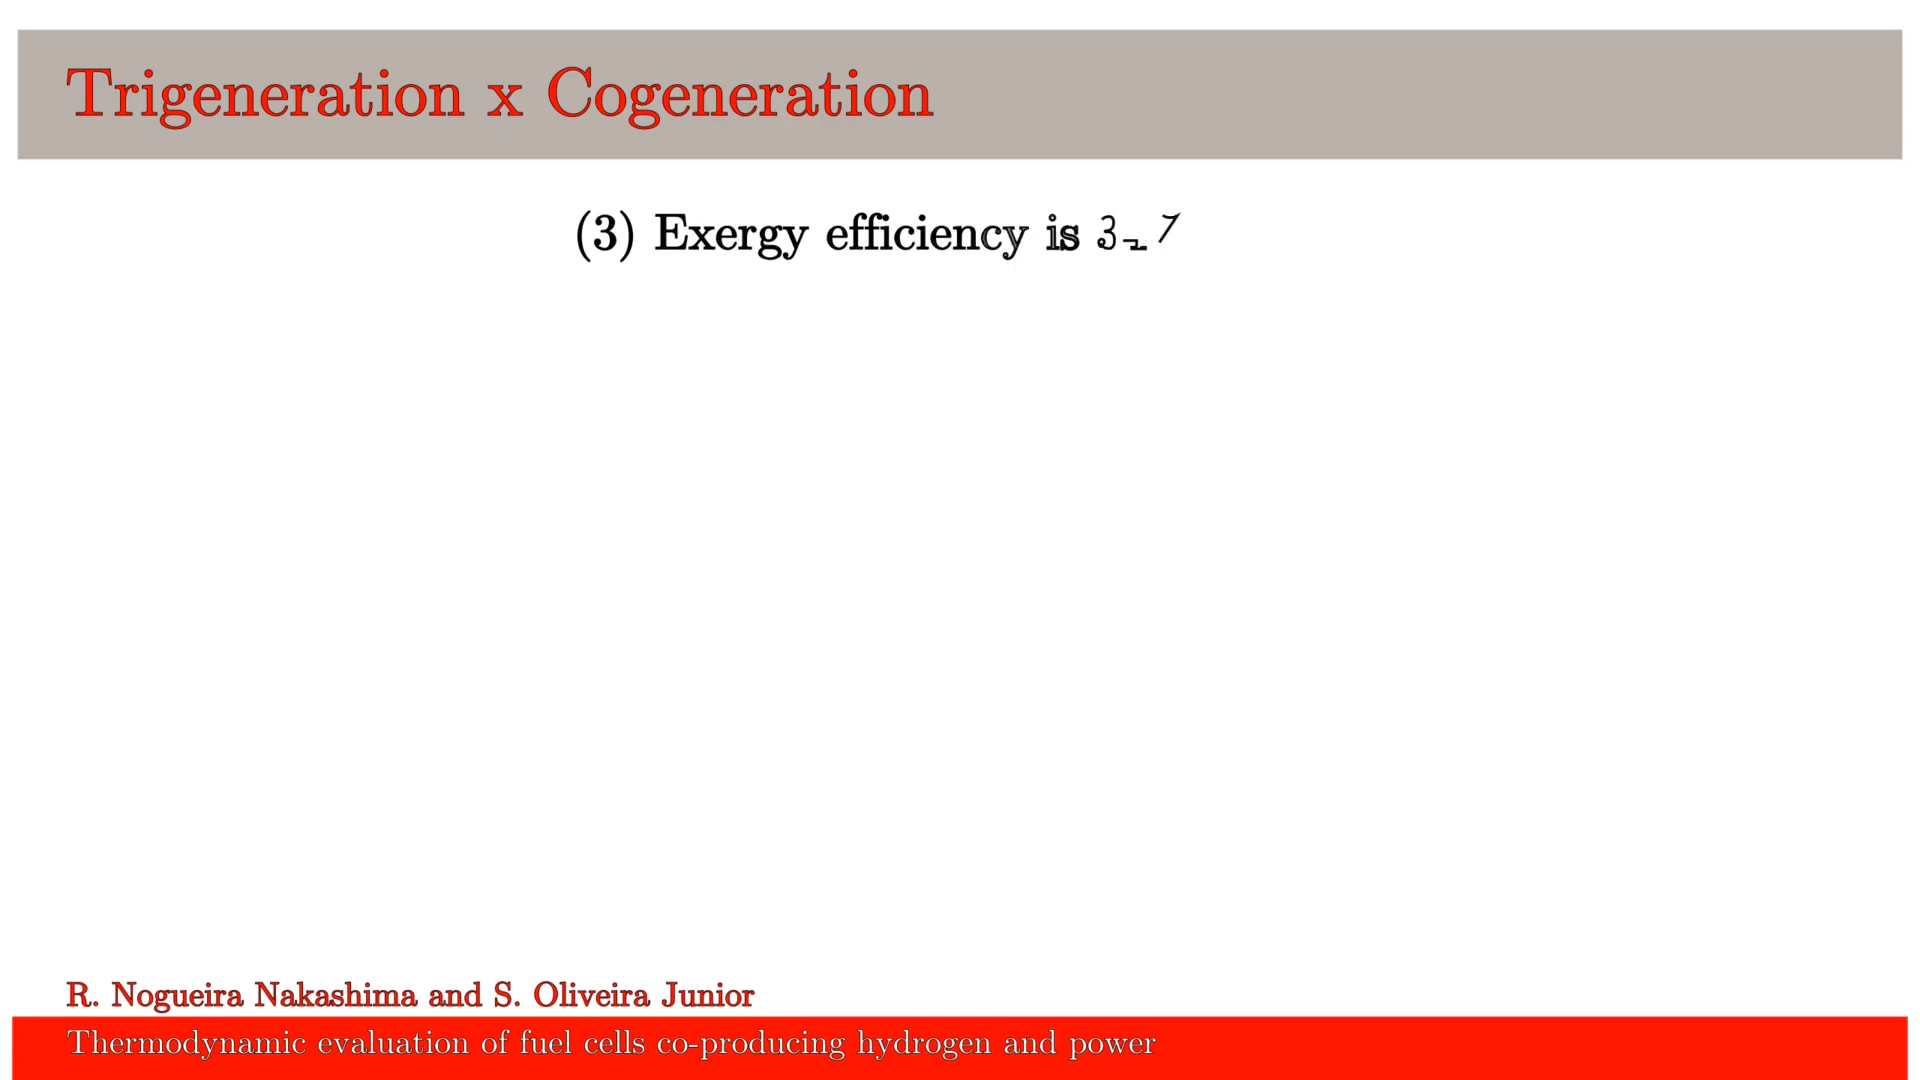 Trigeneration x Cogeneration
(3) Exergy efficiency is
R. Nogueira Nakashima and S. Oliveira Junior
Thermodynamic evaluation of fuel cells co-producing hydrogen and power